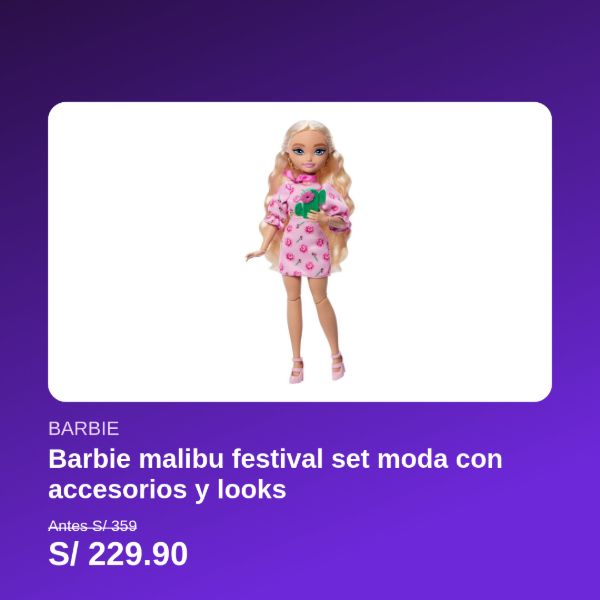 BARBIE
Barbie malibu festival set moda con
accesorios y looks
Antes S/ 359
S/ 229.90